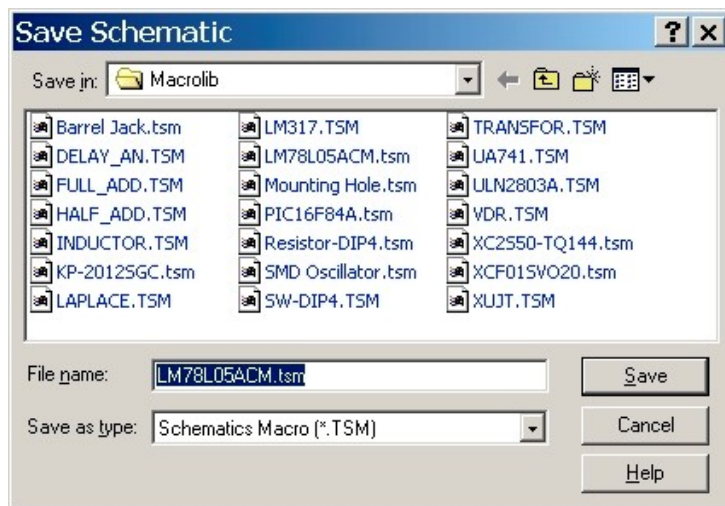 Save Schematic
Save in: Macrolib
Barrel Jack.tsm LM317.TSM TRANSFOR.TSM
DELAY_AN.TSM LM78L05ACM.tsm UA741.TSM
FULL_ADD.TSM Mounting Hole.tsm ULN2803A.TSM
HALF_ADD.TSM PIC16F84A.tsm VDR.TSM
INDUCTOR.TSM Resistor-DIP4.tsm XC2S50-TQ144.tsm
KP-2012SGC.tsm SMD Oscillator.tsm XCF01SVO20.tsm
LAPLACE.TSM SW-DIP4.TSM XUJT.TSM
File name: LM78L05ACM.tsm Save
Save as type: Schematics Macro (*.TSM) Cancel
Help